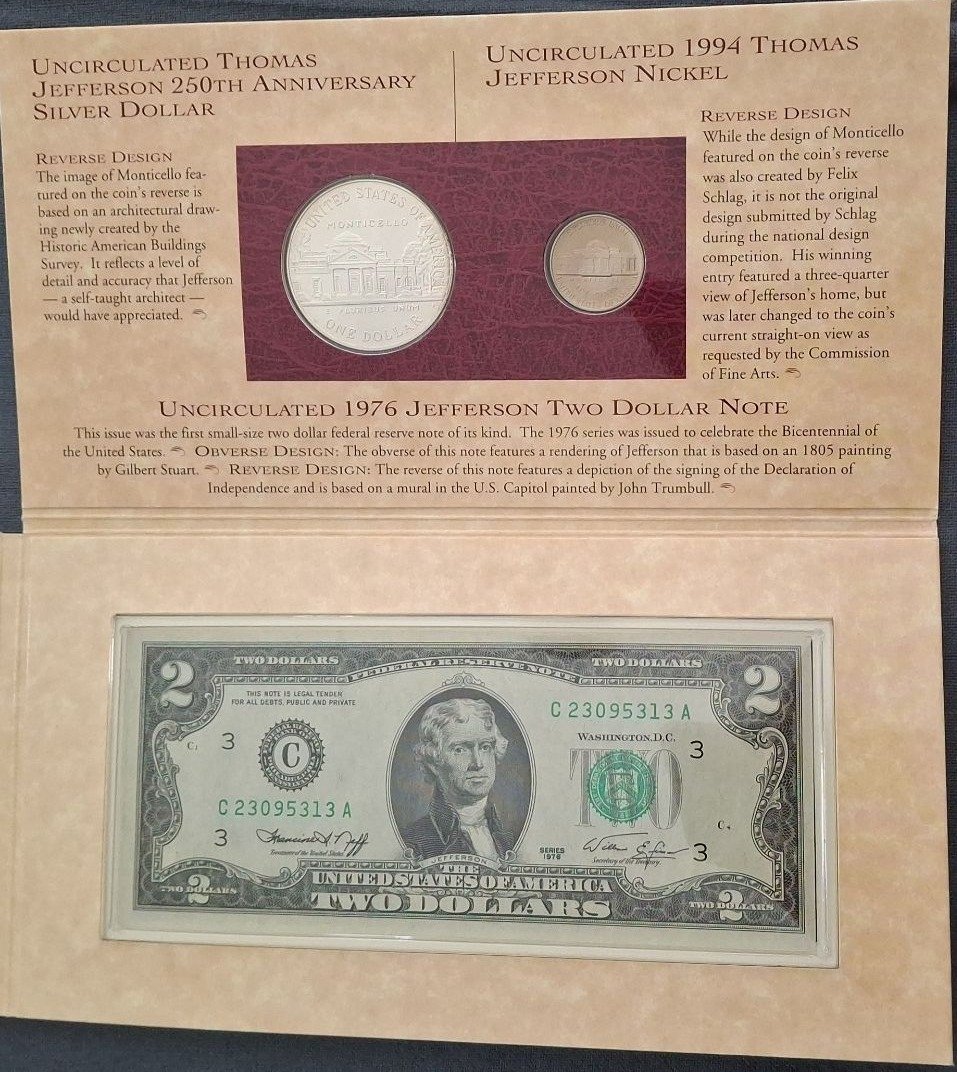 UNCIRCULATED THOMAS
JEFFERSON 250TH ANNIVERSARY
SILVER DOLLAR
UNCIRCULATED 1994 THOMAS
JEFFERSON NICKEL
REVERSE DESIGN
The image of Monticello fea-
tured on the coin's reverse is
based on an architectural draw-
ing newly created by the
Historic American Buildings
Survey. It reflects a level of
detail and accuracy that Jefferson
— a self-taught architect —
would have appreciated.
UNITED STATES OF AMERICA
MONTICELLO
E PLURIBUS UNUM
ONE DOLLAR
REVERSE DESIGN
While the design of Monticello
featured on the coin's reverse
was also created by Felix
Schlag, it is not the original
design submitted by Schlag
during the national design
competition. His winning
entry featured a three-quarter
view of Jefferson's home, but
was later changed to the coin's
current straight-on view as
requested by the Commission
of Fine Arts.
UNCIRCULATED 1976 JEFFERSON TWO DOLLAR NOTE
This issue was the first small-size two dollar federal reserve note of its kind. The 1976 series was issued to celebrate the Bicentennial of
the United States. OBVERSE DESIGN: The obverse of this note features a rendering of Jefferson that is based on an 1805 painting
by Gilbert Stuart. REVERSE DESIGN: The reverse of this note features a depiction of the signing of the Declaration of
Independence and is based on a mural in the U.S. Capitol painted by John Trumbull.
2 TWO DOLLARS FEDERAL RESERVE NOTE TWO DOLLARS 2
THIS NOTE IS LEGAL TENDER
FOR ALL DEBTS, PUBLIC AND PRIVATE
C 23095313 A
WASHINGTON, D.C.
3 C 3
TWO
C 23095313 A
3 3
Treasurer of the United States
SERIES
1976
Secretary of the Treasury.
JEFFERSON
THE
UNITED STATES OF AMERICA
TWO DOLLARS 2 TWO DOLLARS 2 TWO DOLLARS